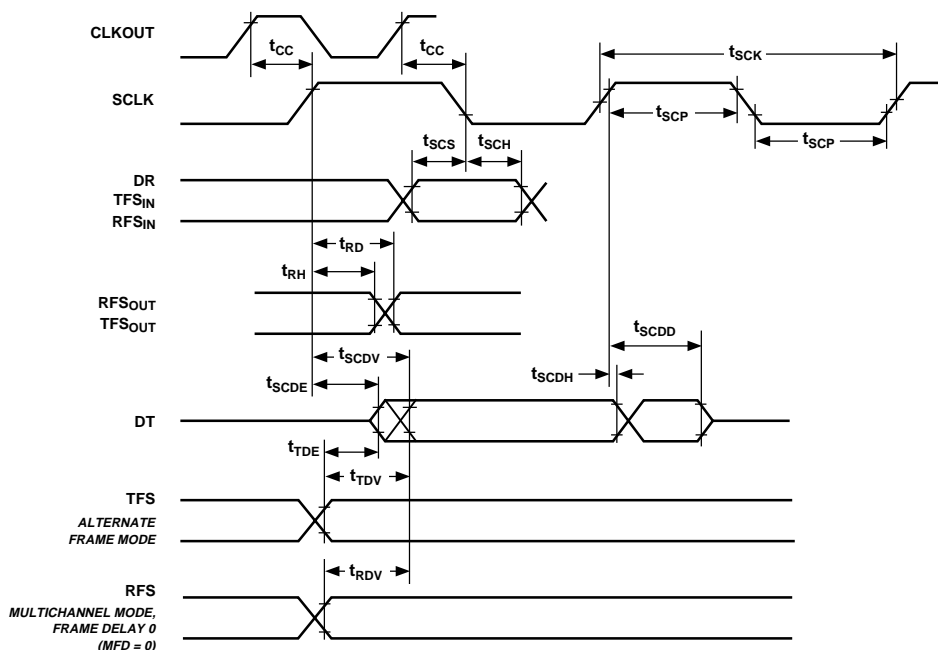 CLKOUT
tCC
tCC
tSCK
SCLK
tSCP
tSCP
tSCS
tSCH
DR
TFSIN
RFSIN
tRD
tRH
RFSOUT
TFSOUT
tSCDD
tSCDV
tSCDH
tSCDE
DT
tTDE
tTDV
TFS
ALTERNATE
FRAME MODE
tRDV
RFS
MULTICHANNEL MODE,
FRAME DELAY 0
(MFD = 0)